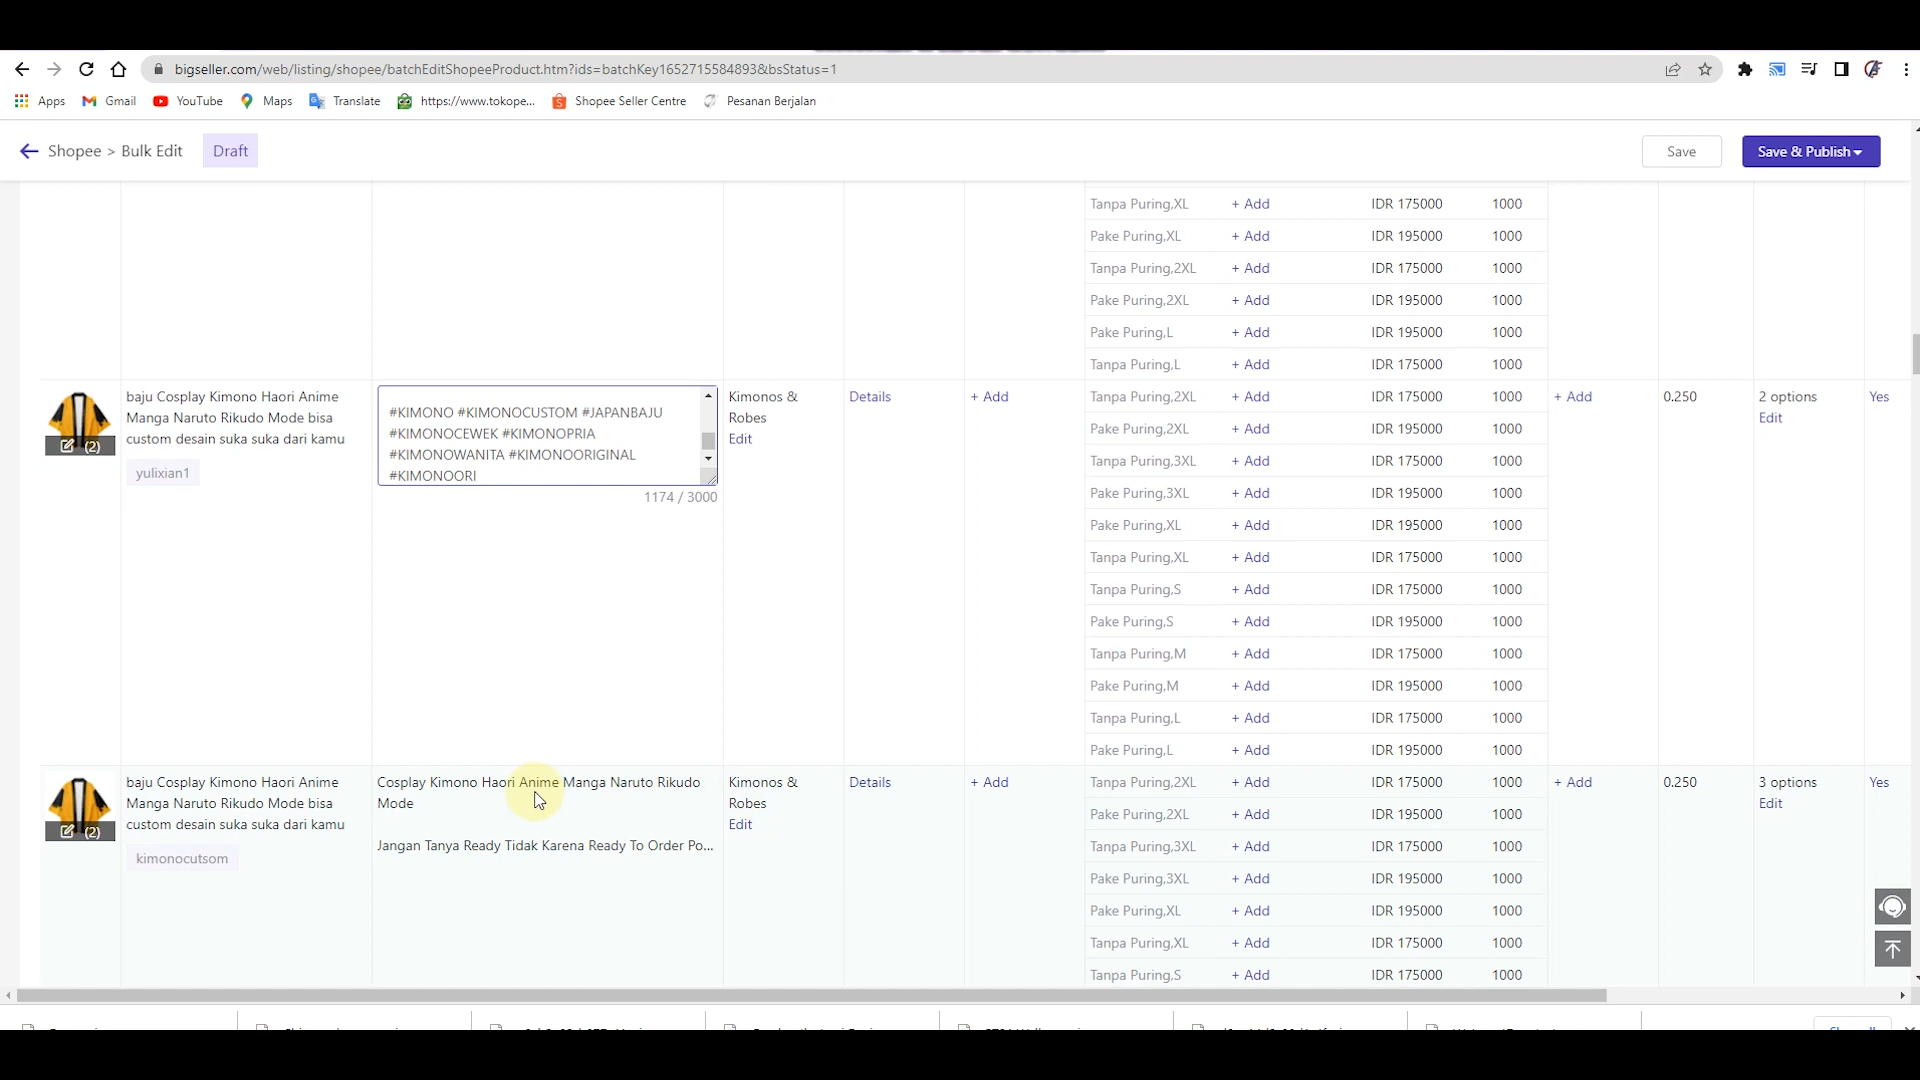 bigseller.com/web/listing/shopee/batchEditShopeeProduct.htm?ids=batchKey1652715584893&bsStatus=1
Apps Gmail YouTube Maps Translate https://www.tokope... Shopee Seller Centre Pesanan Berjalan
Shopee > Bulk Edit Draft Save Save & Publish
Tanpa Puring,XL + Add IDR 175000 1000
Pake Puring,XL + Add IDR 195000 1000
Tanpa Puring,2XL + Add IDR 175000 1000
Pake Puring,2XL + Add IDR 195000 1000
Pake Puring,L + Add IDR 195000 1000
Tanpa Puring,L + Add IDR 175000 1000
baju Cosplay Kimono Haori Anime
Manga Naruto Rikudo Mode bisa
custom desain suka suka dari kamu
(2)
yulixian1
#KIMONO #KIMONOCUSTOM #JAPANBAJU
#KIMONOCEWEK #KIMONOPRIA
#KIMONOWANITA #KIMONOORIGINAL
#KIMONOORI
1174 / 3000
Kimonos &
Robes
Edit
Details
+ Add
Tanpa Puring,2XL + Add IDR 175000 1000
Pake Puring,2XL + Add IDR 195000 1000
Tanpa Puring,3XL + Add IDR 175000 1000
Pake Puring,3XL + Add IDR 195000 1000
Pake Puring,XL + Add IDR 195000 1000
Tanpa Puring,XL + Add IDR 175000 1000
Tanpa Puring,S + Add IDR 175000 1000
Pake Puring,S + Add IDR 195000 1000
Tanpa Puring,M + Add IDR 175000 1000
Pake Puring,M + Add IDR 195000 1000
Tanpa Puring,L + Add IDR 175000 1000
Pake Puring,L + Add IDR 195000 1000
+ Add
0.250
2 options
Edit
Yes
baju Cosplay Kimono Haori Anime
Manga Naruto Rikudo Mode bisa
custom desain suka suka dari kamu
(2)
kimonocutsom
Cosplay Kimono Haori Anime Manga Naruto Rikudo
Mode
Jangan Tanya Ready Tidak Karena Ready To Order Po...
Kimonos &
Robes
Edit
Details
+ Add
Tanpa Puring,2XL + Add IDR 175000 1000
Pake Puring,2XL + Add IDR 195000 1000
Tanpa Puring,3XL + Add IDR 175000 1000
Pake Puring,3XL + Add IDR 195000 1000
Pake Puring,XL + Add IDR 195000 1000
Tanpa Puring,XL + Add IDR 175000 1000
Tanpa Puring,S + Add IDR 175000 1000
+ Add
0.250
3 options
Edit
Yes